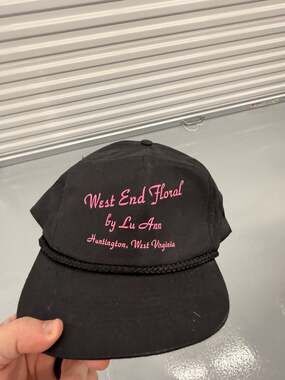 West End Floral
by Lu Ann
Huntington, West Virginia